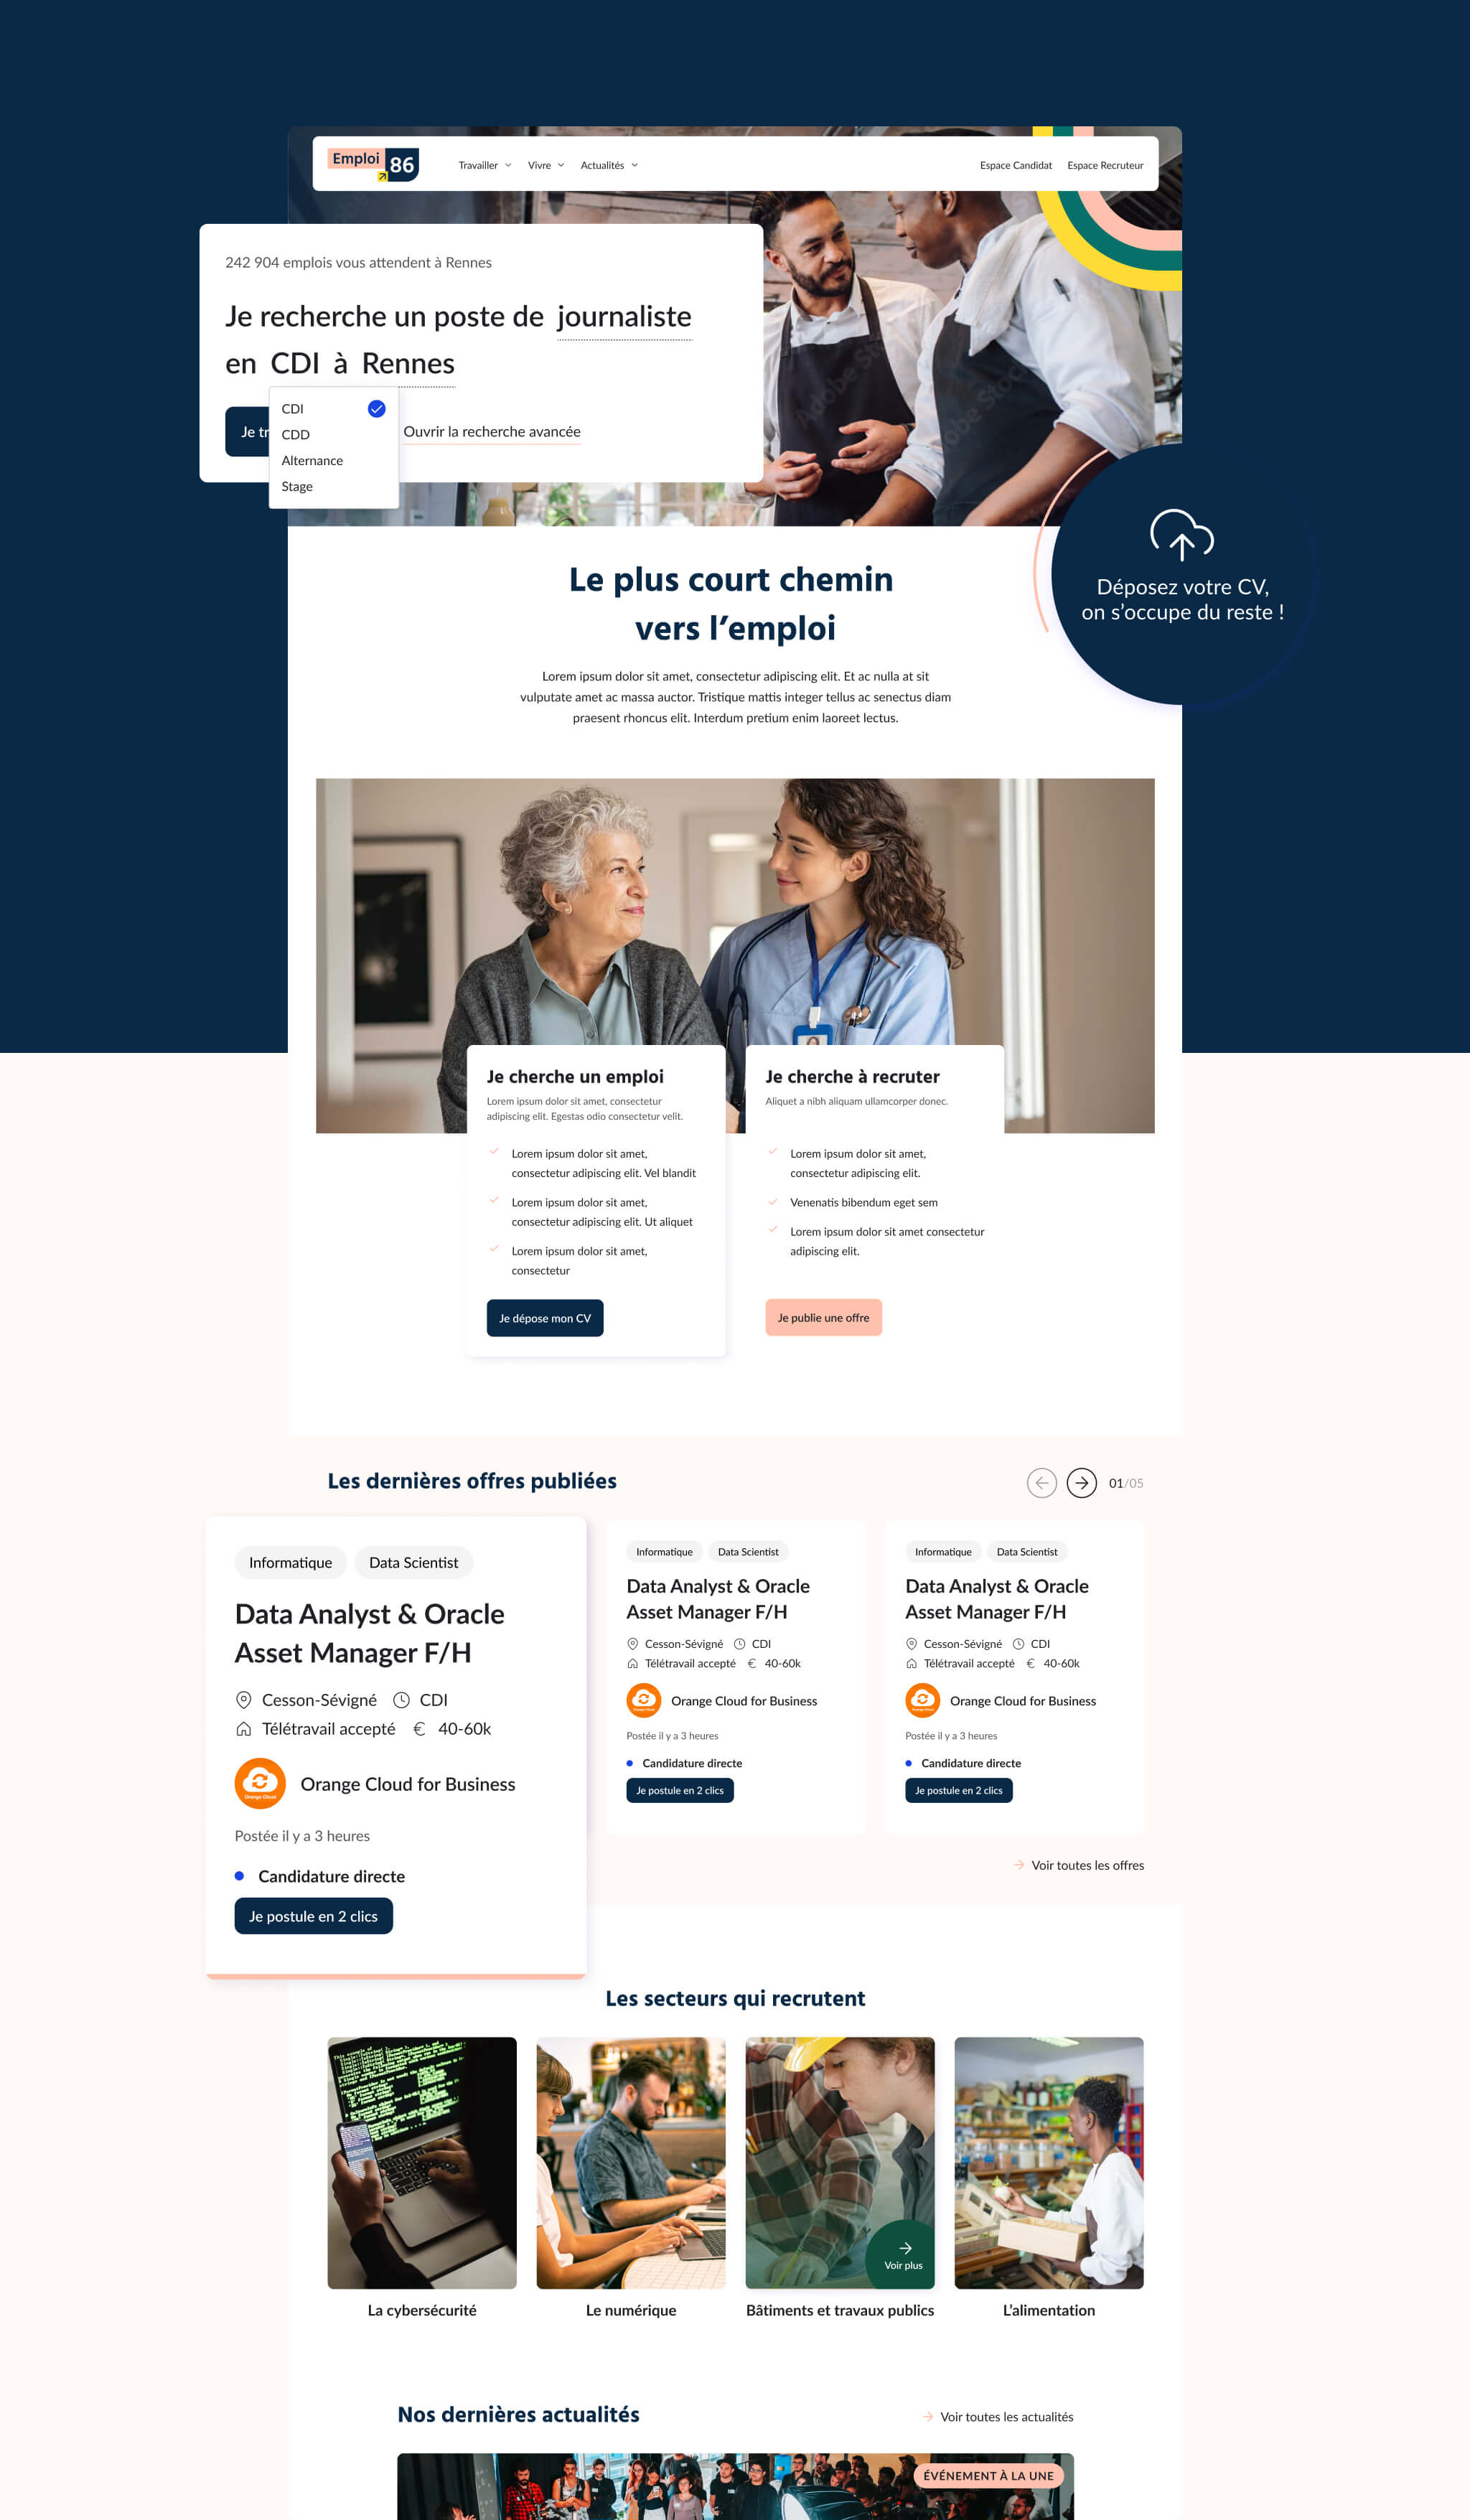 Emploi
86
Travailler
Vivre
Actualités
Espace Candidat
Espace Recruteur
242 904 emplois vous attendent à Rennes
Je recherche un poste de journaliste
en CDI à Rennes
CDI
CDD
Alternance
Stage
Je tr
Ouvrir la recherche avancée
Adobe Stock
Déposez votre CV,
on s’occupe du reste !
Le plus court chemin
vers l’emploi
Lorem ipsum dolor sit amet, consectetur adipiscing elit. Et ac nulla at sit
vulputate amet ac massa auctor. Tristique mattis integer tellus ac senectus diam
praesent rhoncus elit. Interdum pretium enim laoreet lectus.
Je cherche un emploi
Lorem ipsum dolor sit amet, consectetur
adipiscing elit. Egestas odio consectetur velit.
Lorem ipsum dolor sit amet,
consectetur adipiscing elit. Vel blandit
Lorem ipsum dolor sit amet,
consectetur adipiscing elit. Ut aliquet
Lorem ipsum dolor sit amet,
consectetur
Je dépose mon CV
Je cherche à recruter
Aliquet a nibh aliquam ullamcorper donec.
Lorem ipsum dolor sit amet,
consectetur adipiscing elit.
Venenatis bibendum eget sem
Lorem ipsum dolor sit amet consectetur
adipiscing elit.
Je publie une offre
Les dernières offres publiées
01/05
Informatique
Data Scientist
Data Analyst & Oracle
Asset Manager F/H
Cesson-Sévigné
CDI
Télétravail accepté
€ 40-60k
Orange Cloud
Orange Cloud for Business
Postée il y a 3 heures
Candidature directe
Je postule en 2 clics
Informatique
Data Scientist
Data Analyst & Oracle
Asset Manager F/H
Cesson-Sévigné
CDI
Télétravail accepté
€ 40-60k
Orange Cloud for Business
Postée il y a 3 heures
Candidature directe
Je postule en 2 clics
Informatique
Data Scientist
Data Analyst & Oracle
Asset Manager F/H
Cesson-Sévigné
CDI
Télétravail accepté
€ 40-60k
Orange Cloud for Business
Postée il y a 3 heures
Candidature directe
Je postule en 2 clics
Voir toutes les offres
Les secteurs qui recrutent
Voir plus
La cybersécurité
Le numérique
Bâtiments et travaux publics
L’alimentation
Nos dernières actualités
Voir toutes les actualités
ÉVÉNEMENT À LA UNE